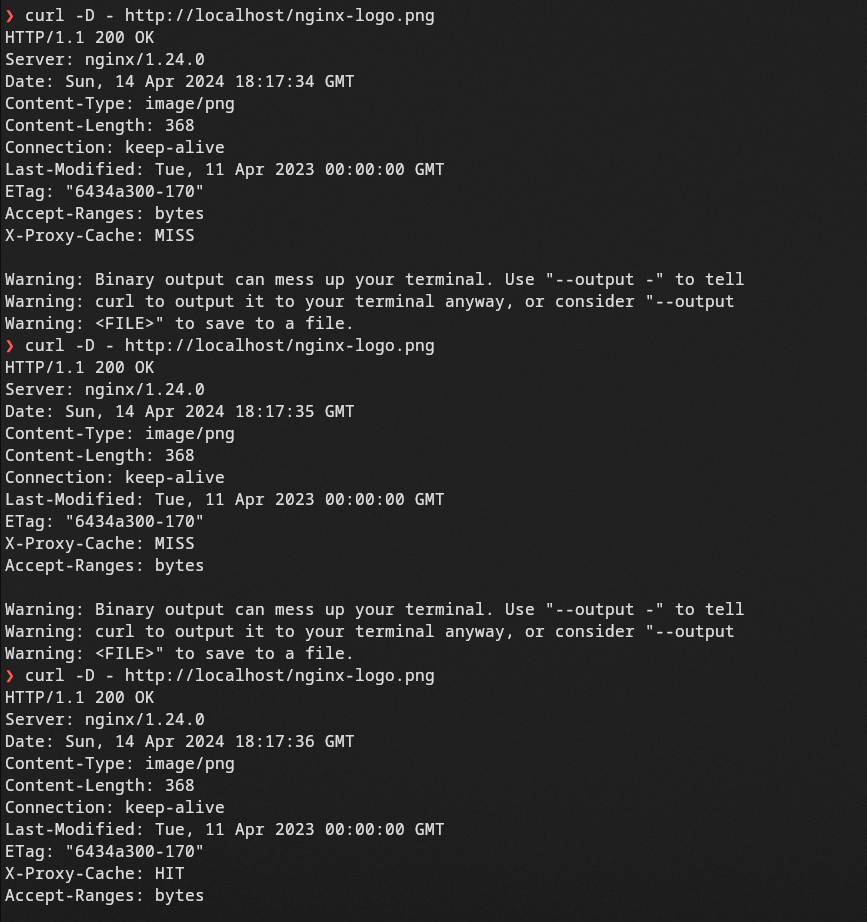 ❯ curl -D - http://localhost/nginx-logo.png
HTTP/1.1 200 OK
Server: nginx/1.24.0
Date: Sun, 14 Apr 2024 18:17:34 GMT
Content-Type: image/png
Content-Length: 368
Connection: keep-alive
Last-Modified: Tue, 11 Apr 2023 00:00:00 GMT
ETag: "6434a300-170"
Accept-Ranges: bytes
X-Proxy-Cache: MISS

Warning: Binary output can mess up your terminal. Use "--output -" to tell
Warning: curl to output it to your terminal anyway, or consider "--output
Warning: <FILE>" to save to a file.
❯ curl -D - http://localhost/nginx-logo.png
HTTP/1.1 200 OK
Server: nginx/1.24.0
Date: Sun, 14 Apr 2024 18:17:35 GMT
Content-Type: image/png
Content-Length: 368
Connection: keep-alive
Last-Modified: Tue, 11 Apr 2023 00:00:00 GMT
ETag: "6434a300-170"
X-Proxy-Cache: MISS
Accept-Ranges: bytes

Warning: Binary output can mess up your terminal. Use "--output -" to tell
Warning: curl to output it to your terminal anyway, or consider "--output
Warning: <FILE>" to save to a file.
❯ curl -D - http://localhost/nginx-logo.png
HTTP/1.1 200 OK
Server: nginx/1.24.0
Date: Sun, 14 Apr 2024 18:17:36 GMT
Content-Type: image/png
Content-Length: 368
Connection: keep-alive
Last-Modified: Tue, 11 Apr 2023 00:00:00 GMT
ETag: "6434a300-170"
X-Proxy-Cache: HIT
Accept-Ranges: bytes